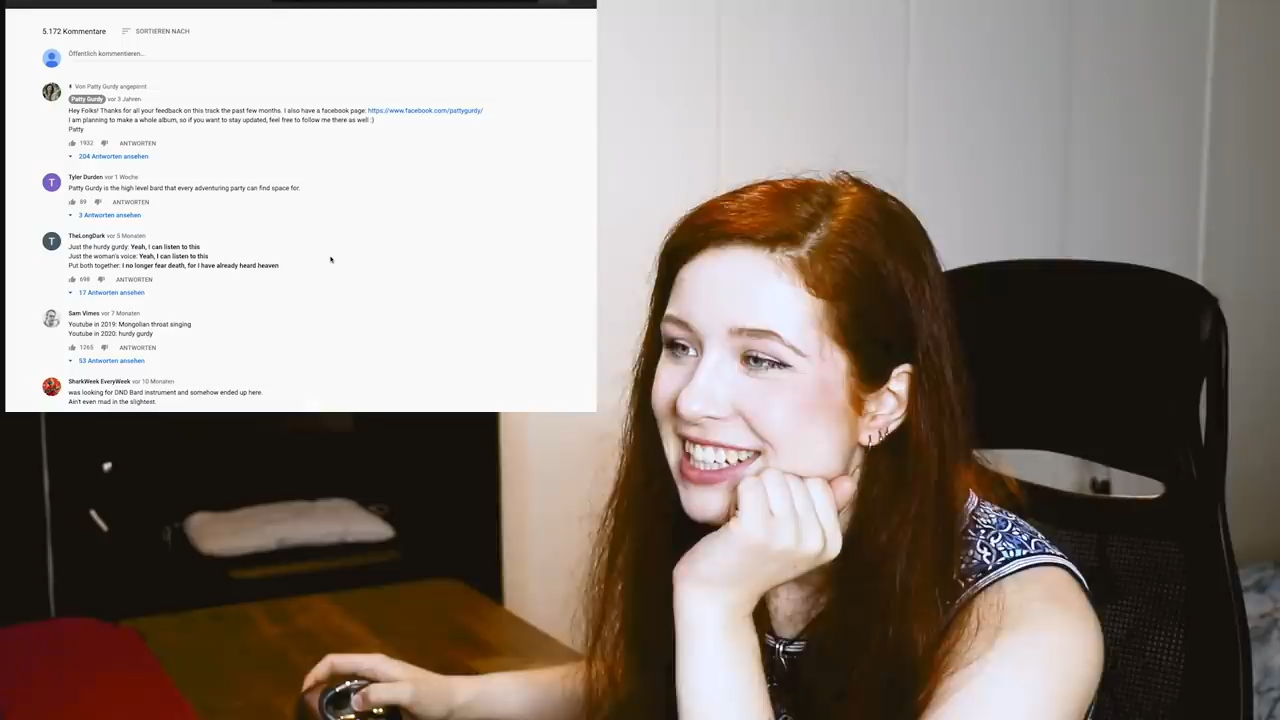 5.172 Kommentare
SORTIEREN NACH
Öffentlich kommentieren...
Von Patty Gurdy angepinnt
Patty Gurdy vor 3 Jahren
Hey Folks! Thanks for all your feedback on this track the past few months. I also have a facebook page: https://www.facebook.com/pattygurdy/
I am planning to make a whole album, so if you want to stay updated, feel free to follow me there as well :)
Patty
1932 ANTWORTEN
204 Antworten ansehen
T
Tyler Durden vor 1 Woche
Patty Gurdy is the high level bard that every adventuring party can find space for.
89 ANTWORTEN
3 Antworten ansehen
T
TheLongDark vor 5 Monaten
Just the hurdy gurdy: Yeah, I can listen to this
Just the woman's voice: Yeah, I can listen to this
Put both together: I no longer fear death, for I have already heard heaven
698 ANTWORTEN
17 Antworten ansehen
Sam Vimes vor 7 Monaten
Youtube in 2019: Mongolian throat singing
Youtube in 2020: hurdy gurdy
1265 ANTWORTEN
53 Antworten ansehen
SharkWeek EveryWeek vor 10 Monaten
was looking for DND Bard instrument and somehow ended up here.
Ain't even mad in the slightest.